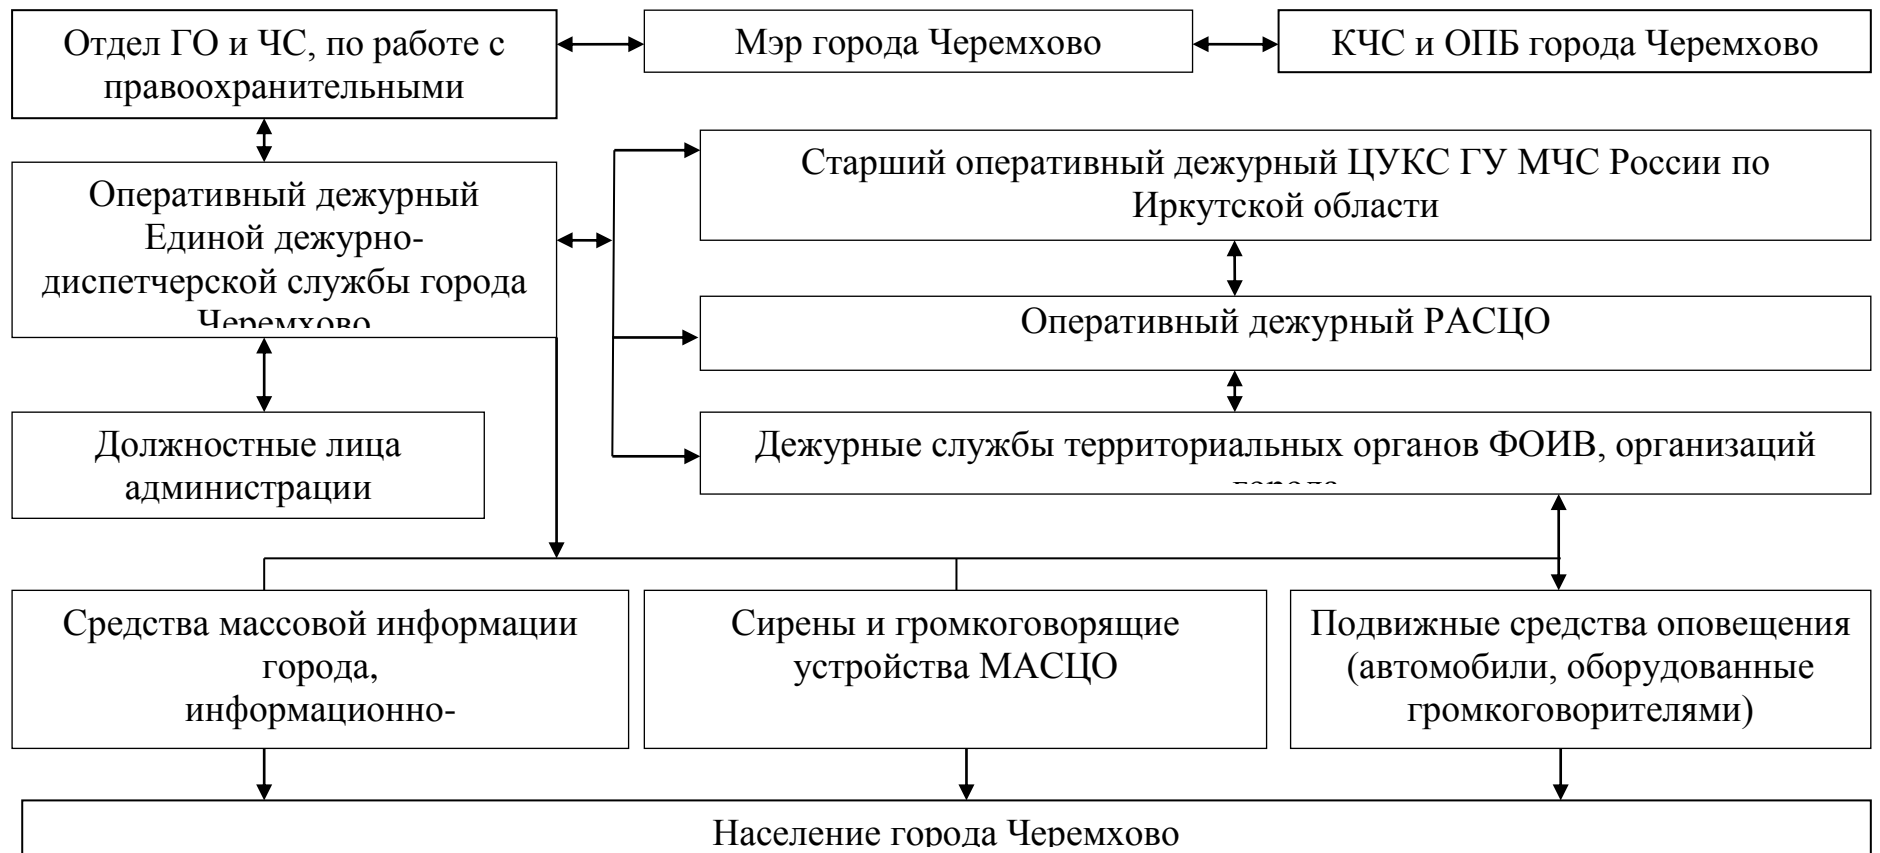 Отдел ГО и ЧС, по работе с
правоохранительными
Мэр города Черемхово
КЧС и ОПБ города Черемхово
Оперативный дежурный
Единой дежурно-
диспетчерской службы города
Черемхово
Старший оперативный дежурный ЦУКС ГУ МЧС России по
Иркутской области
Оперативный дежурный РАСЦО
Должностные лица
администрации
Дежурные службы территориальных органов ФОИВ, организаций
города
Средства массовой информации
города,
информационно-
Сирены и громкоговорящие
устройства МАСЦО
Подвижные средства оповещения
(автомобили, оборудованные
громкоговорителями)
Население города Черемхово